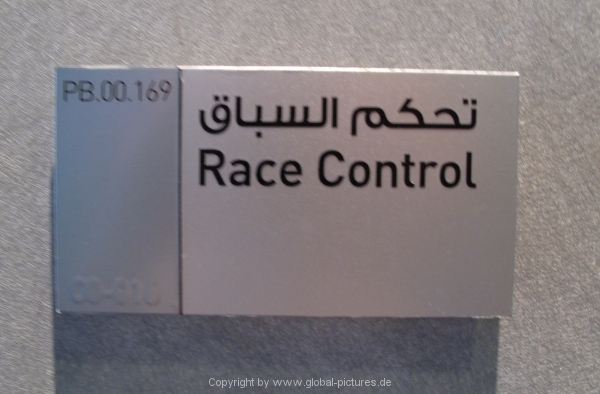 PB.00.169
تحكم السباق
Race Control
Copyright by www.global-pictures.de